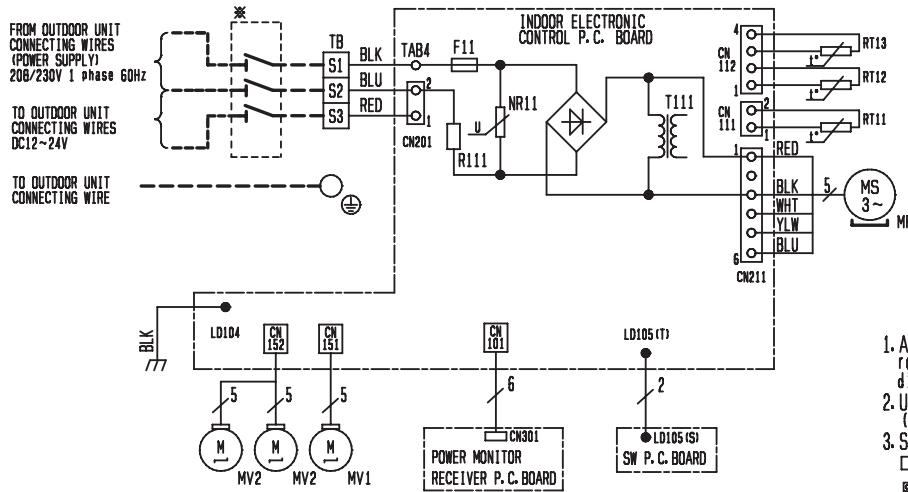 ※
FROM OUTDOOR UNIT
CONNECTING WIRES
(POWER SUPPLY)
208/230V 1 phase 60Hz
TO OUTDOOR UNIT
CONNECTING WIRES
DC12~24V
TO OUTDOOR UNIT
CONNECTING WIRE
TB
S1
S2
S3
BLK
BLU
RED
TAB4
2
1
CN201
F11
R111
NR11
U
INDOOR ELECTRONIC
CONTROL P.C. BOARD
T111
4
CN
112
1
2
CN
111
1
t°
RT13
t°
RT12
t°
RT11
1
6
CN211
RED
BLK
WHT
YLW
BLU
5
MS
3~
BLK
LD104
CN
152
CN
151
CN
101
LD105(T)
5
5
5
6
2
M
M
M
MV2
MV2
MV1
CN301
POWER MONITOR
RECEIVER P.C.BOARD
LD105(S)
SW P.C.BOARD
1. A
2. U
(
3. S